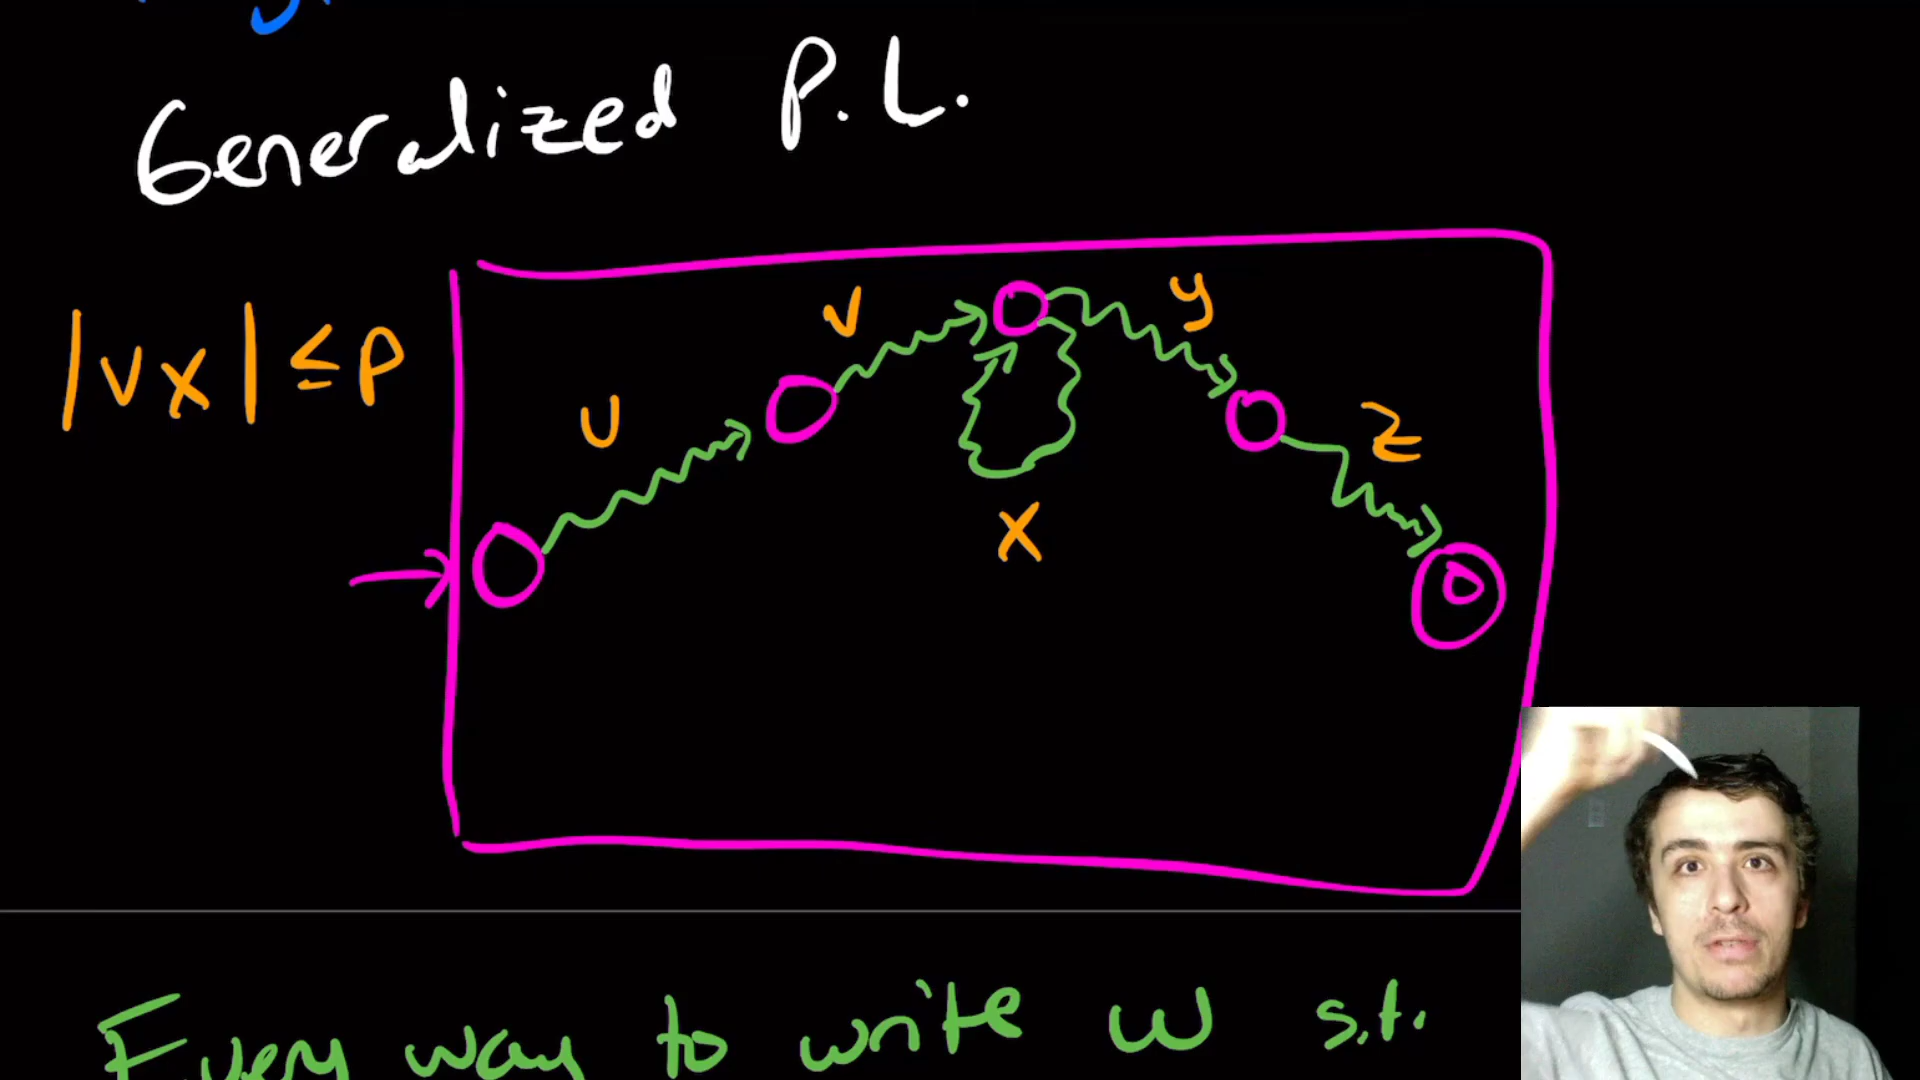 Generalized P.L.
|vx| ≤ p
U
v
x
y
z
Every way to write w s.t.